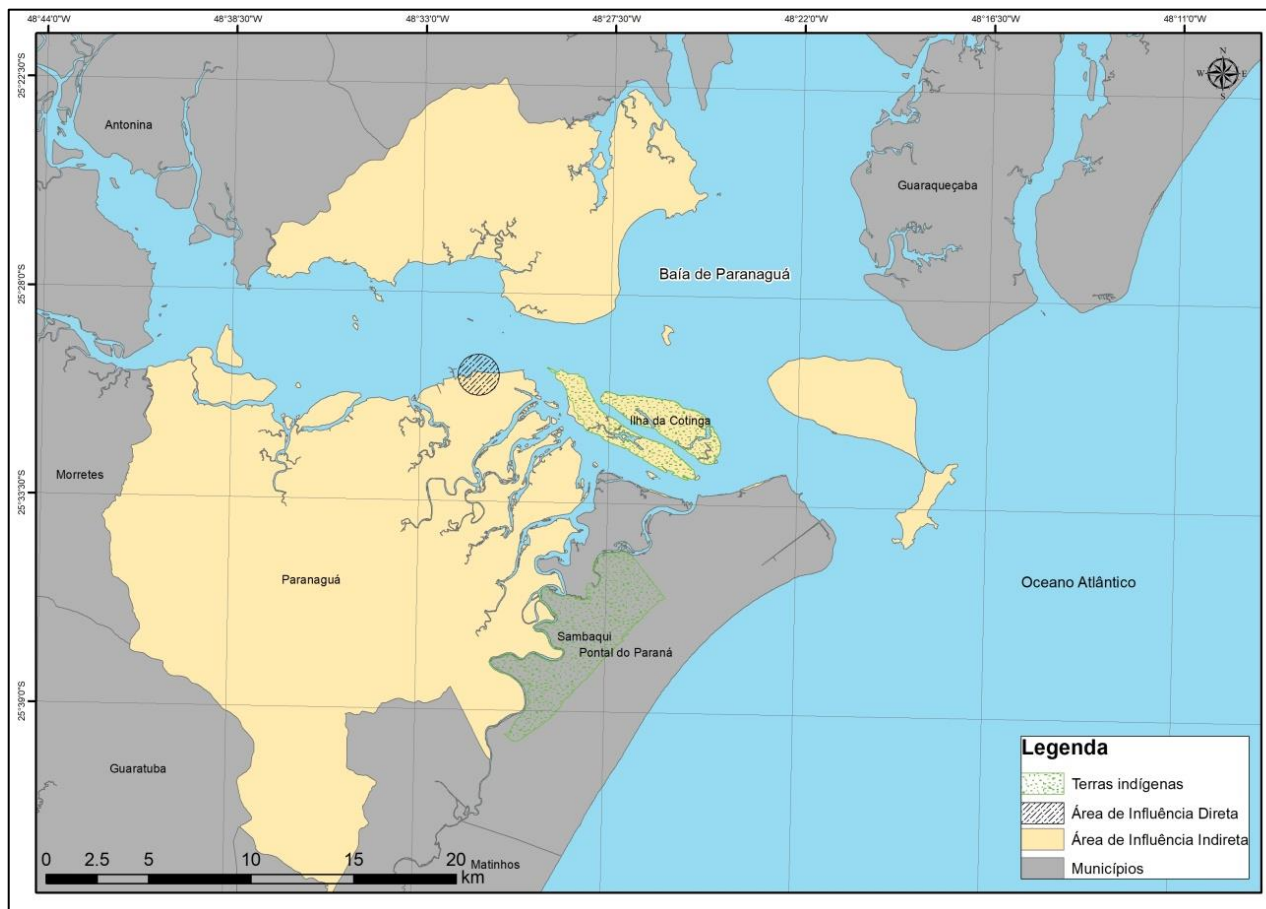 48°44'0"W
48°38'30"W
48°33'0"W
48°27'30"W
48°22'0"W
48°16'30"W
48°11'0"W
25°22'30"S
25°28'0"S
25°33'30"S
25°39'0"S
N
W E
S
Antonina
Guaraqueçaba
Baía de Paranaguá
Ilha da Cotinga
Morretes
Paranaguá
Oceano Atlântico
Sambaqui
Pontal do Paraná
Guaratuba
Matinhos
0 2.5 5 10 15 20
km
Legenda
Terras indígenas
Área de Influência Direta
Área de Influência Indireta
Municípios